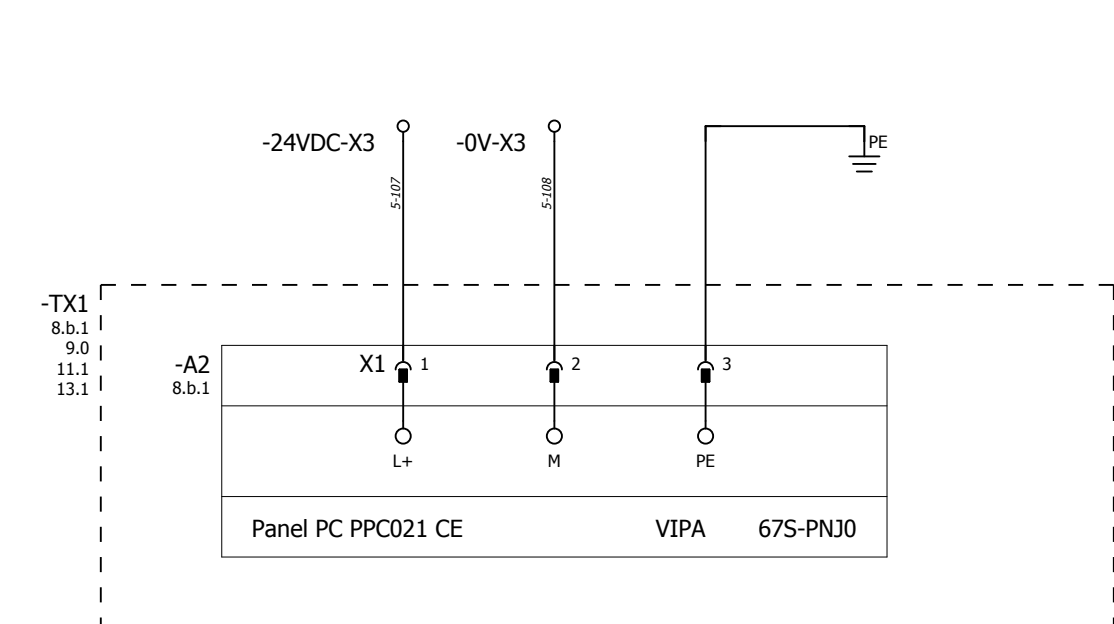 -24VDC-X3
-0V-X3
PE
5-107
5-108
-TX1
8.b.1
9.0
11.1
13.1
-A2
8.b.1
X1 1 2 3
L+ M PE
Panel PC PPC021 CE VIPA 67S-PNJ0